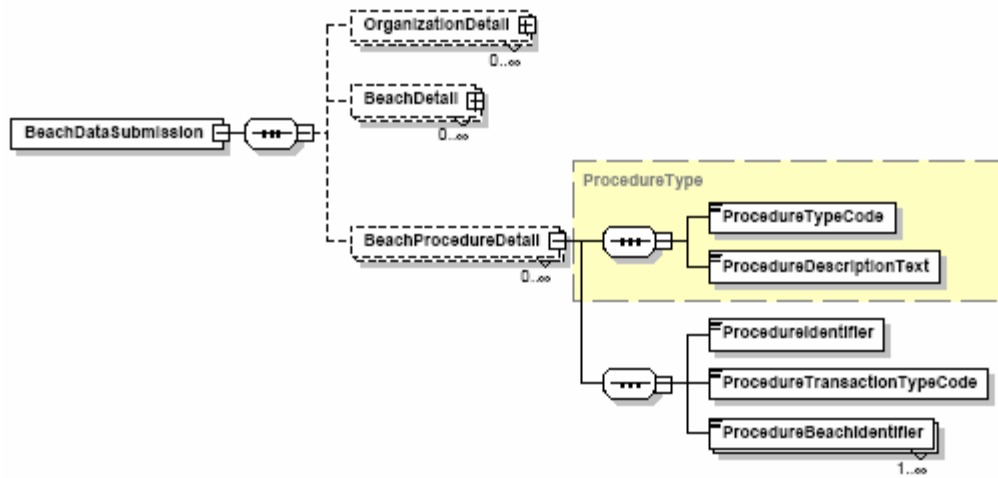 OrganizationDetail
0..∞
BeachDetail
0..∞
BeachDataSubmission
ProcedureType
ProcedureTypeCode
BeachProcedureDetail
0..∞
ProcedureDescriptionText
ProcedureIdentifier
ProcedureTransactionTypeCode
ProcedureBeachIdentifier
1..∞